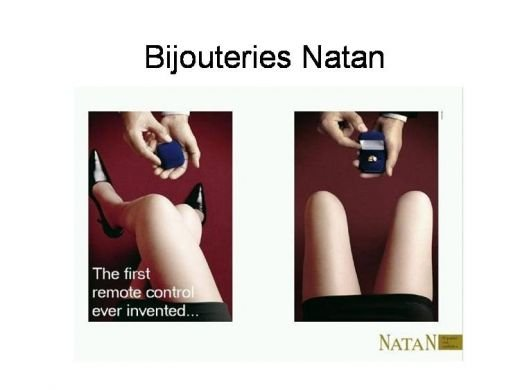 Bijouteries Natan
The first
remote control
ever invented...
NATAN